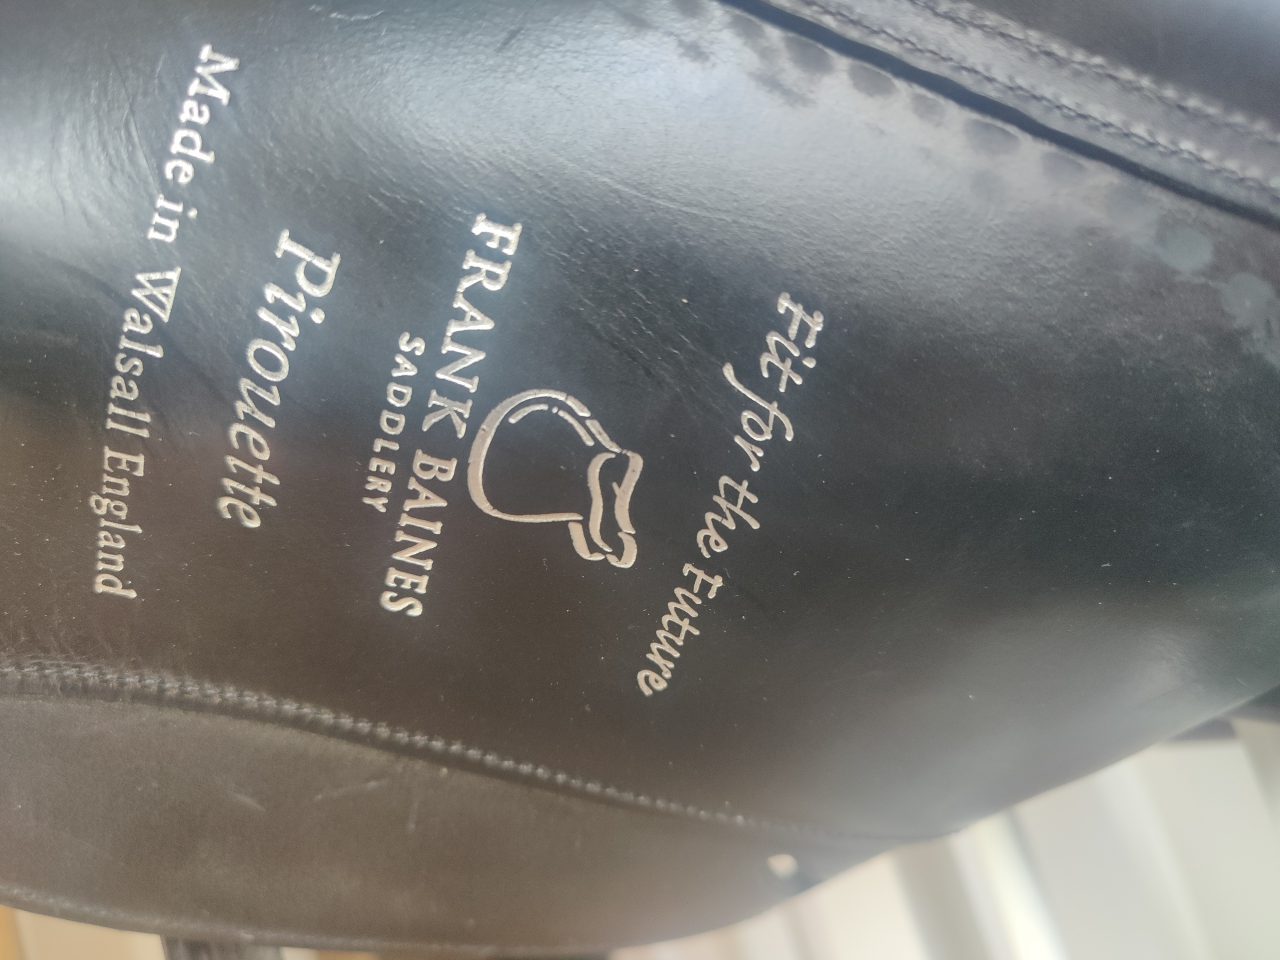 Fit for the Future
FRANK BAINES
SADDLERY
Pirouette
Made in Walsall England